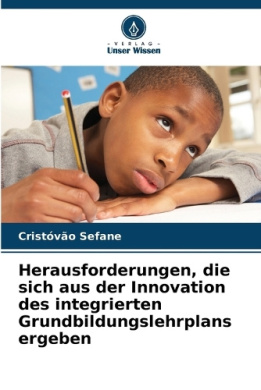 - VERLAG -
Unser Wissen
Cristóvão Sefane
Herausforderungen, die
sich aus der Innovation
des integrierten
Grundbildungslehrplans
ergeben